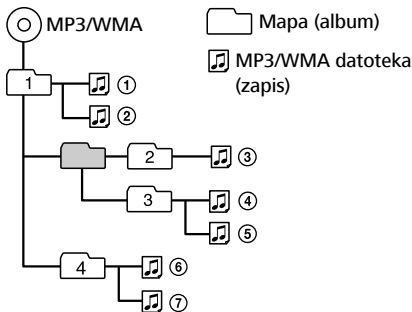 MP3/WMA
Mapa (album)
MP3/WMA datoteka
(zapis)
1
①
②
2
③
3
④
⑤
4
⑥
⑦